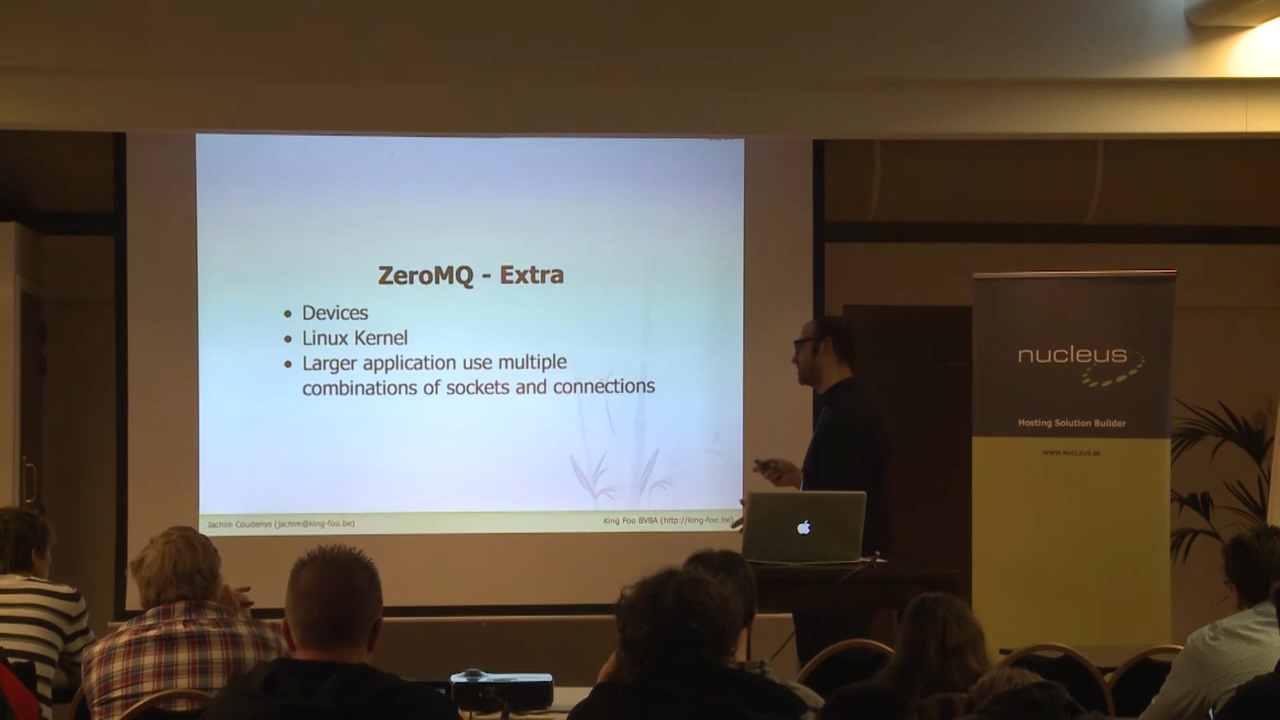 ZeroMQ - Extra
• Devices
• Linux Kernel
• Larger application use multiple
combinations of sockets and connections
Jachim Coudenys (jachim@king-foo.be)
King Foo BVBA (http://king-foo.be)
nucleus
Hosting Solution Builder
WWW.NUCLEUS.BE